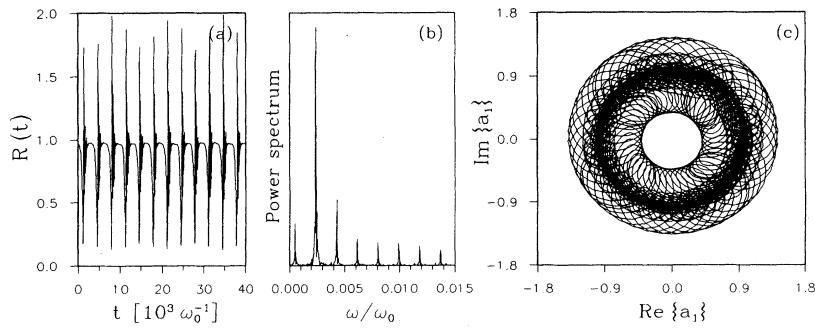 (a)
R(t)
2.0
1.5
1.0
0.5
0.0
0 10 20 30 40
t [10³ ω₀⁻¹]
(b)
Power spectrum
0.000 0.005 0.010 0.015
ω/ω₀
(c)
Im {a₁}
1.8
0.9
0.0
−0.9
−1.8
−1.8 −0.9 0.0 0.9 1.8
Re {a₁}